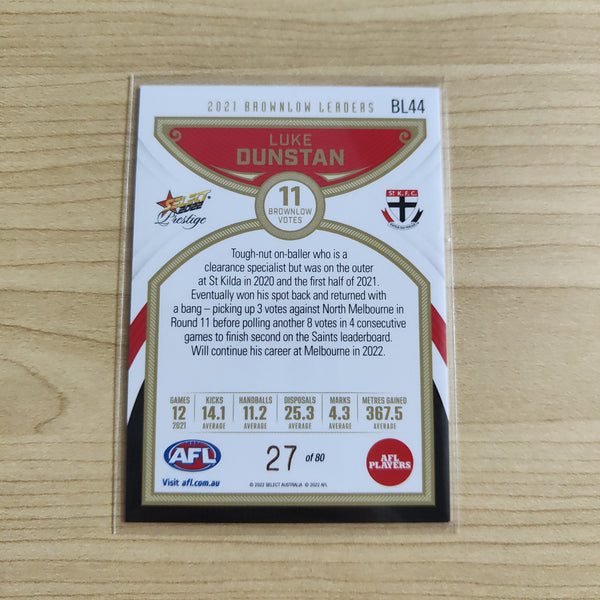 2021 BROWNLOW LEADERS BL44
LUKE
DUNSTAN
SELECT
2022
Prestige
11
BROWNLOW
VOTES
ST K.F.C.
Tough-nut on-baller who is a
clearance specialist but was on the outer
at St Kilda in 2020 and the first half of 2021.
Eventually won his spot back and returned with
a bang – picking up 3 votes against North Melbourne in
Round 11 before polling another 8 votes in 4 consecutive
games to finish second on the Saints leaderboard.
Will continue his career at Melbourne in 2022.
GAMES KICKS HANDBALLS DISPOSALS MARKS METRES GAINED
12 14.1 11.2 25.3 4.3 367.5
2021 AVERAGE AVERAGE AVERAGE AVERAGE AVERAGE
AFL
Visit afl.com.au
27 of 80
AFL
PLAYERS
© 2022 SELECT AUSTRALIA © 2022 AFL